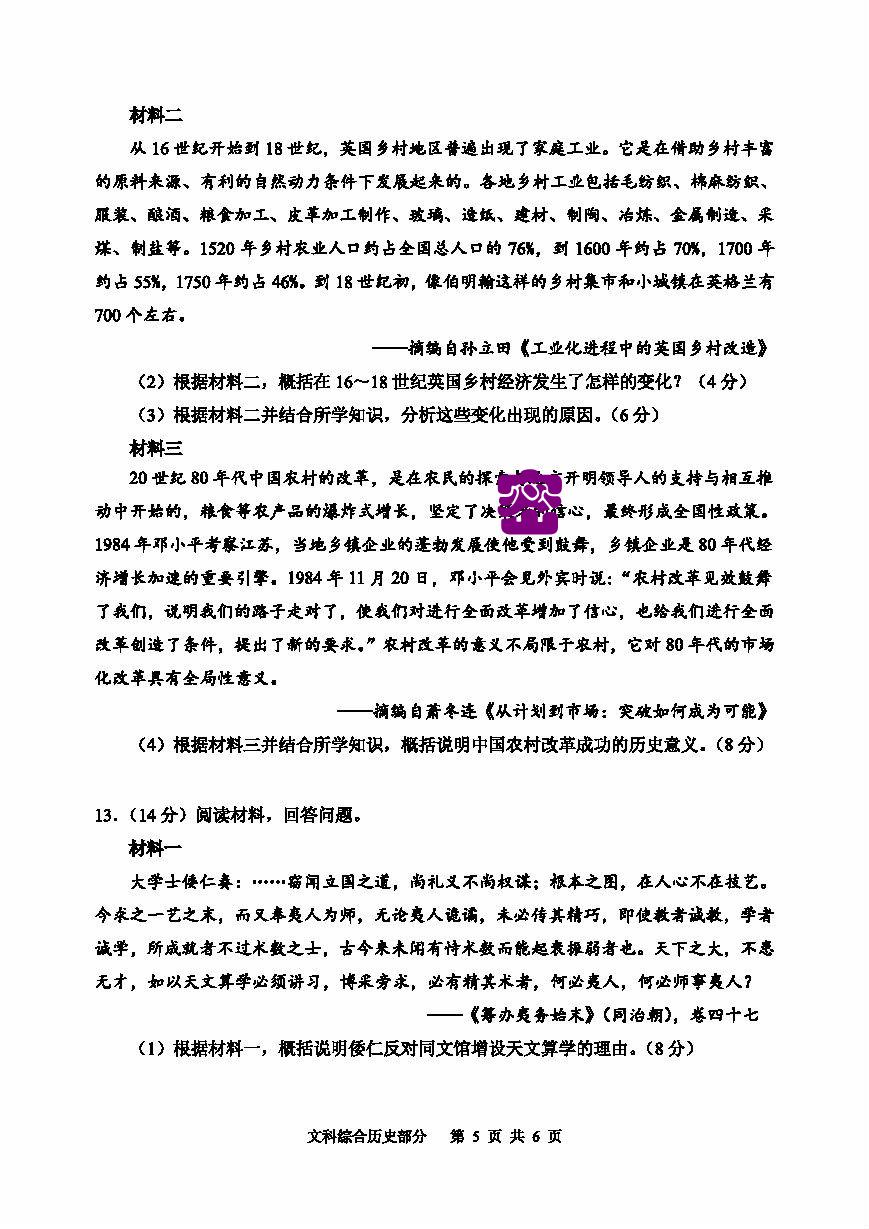 材料二
从 16 世纪开始到 18 世纪，英国乡村地区普遍出现了家庭工业。它是在借助乡村丰富
的原料来源、有利的自然动力条件下发展起来的。各地乡村工业包括毛纺织、棉麻纺织、
服装、酿酒、粮食加工、皮革加工制作、玻璃、造纸、建材、制陶、冶炼、金属制造、采
煤、制盐等。1520 年乡村农业人口约占全国总人口的 76%，到 1600 年约占 70%，1700 年
约占 55%，1750 年约占 46%。到 18 世纪初，像伯明翰这样的乡村集市和小城镇在英格兰有
700 个左右。
——摘编自孙立田《工业化进程中的英国乡村改造》
（2）根据材料二，概括在 16～18 世纪英国乡村经济发生了怎样的变化？（4 分）
（3）根据材料二并结合所学知识，分析这些变化出现的原因。（6 分）
材料三
20 世纪 80 年代中国农村的改革，是在农民的探开明领导人的支持与相互推
动中开始的，粮食等农产品的爆炸式增长，坚定了决信心，最终形成全国性政策。
1984 年邓小平考察江苏，当地乡镇企业的蓬勃发展使他受到鼓舞，乡镇企业是 80 年代经
济增长加速的重要引擎。1984 年 11 月 20 日，邓小平会见外宾时说：“农村改革见效鼓舞
了我们，说明我们的路子走对了，使我们对进行全面改革增加了信心，也给我们进行全面
改革创造了条件，提出了新的要求。”农村改革的意义不局限于农村，它对 80 年代的市场
化改革具有全局性意义。
——摘编自萧冬连《从计划到市场：突破如何成为可能》
（4）根据材料三并结合所学知识，概括说明中国农村改革成功的历史意义。（8 分）
13.（14 分）阅读材料，回答问题。
材料一
大学士倭仁奏：……窃闻立国之道，尚礼义不尚权谋；根本之图，在人心不在技艺。
今求之一艺之末，而又奉夷人为师，无论夷人诡谲，未必传其精巧，即使教者诚教，学者
诚学，所成就者不过术数之士，古今来未闻有恃术数而能起衰振弱者也。天下之大，不患
无才，如以天文算学必须讲习，博采旁求，必有精其术者，何必夷人，何必师事夷人？
——《筹办夷务始末》（同治朝），卷四十七
（1）根据材料一，概括说明倭仁反对同文馆增设天文算学的理由。（8 分）
文科综合历史部分 第 5 页 共 6 页